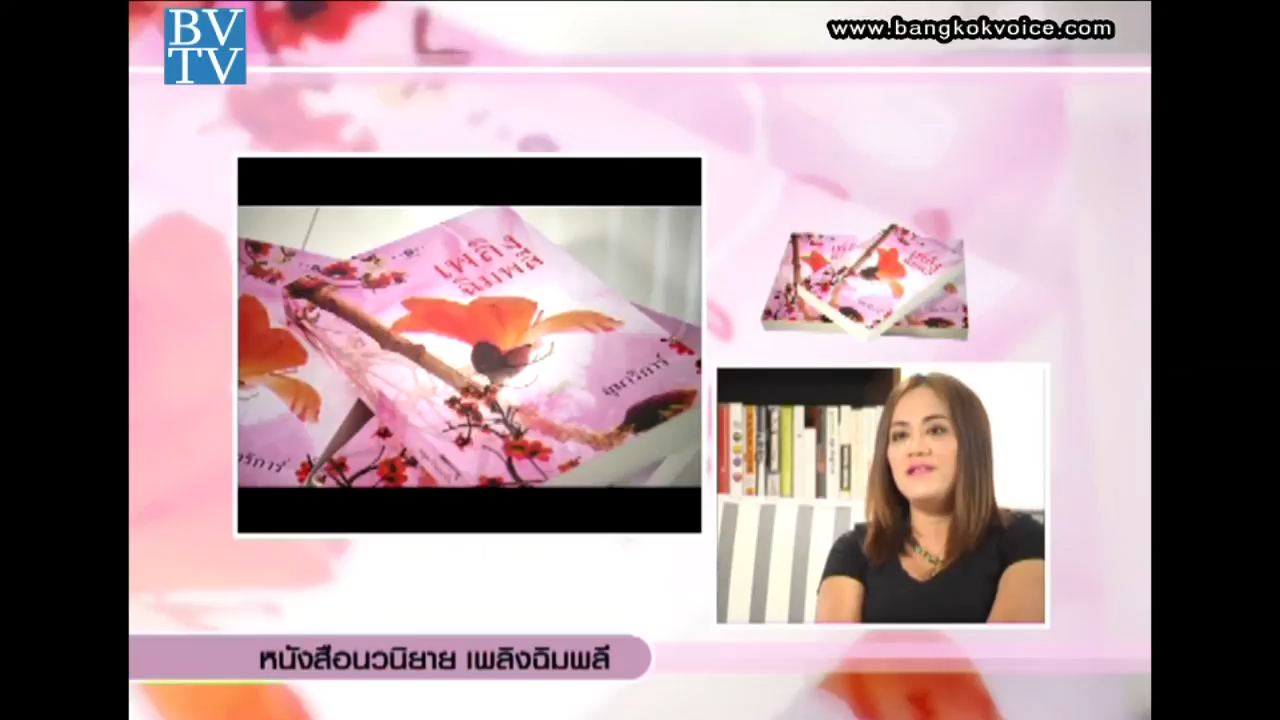 BV
TV
www.bangkokvoice.com
เพลิง
ฉิมพลี
หนังสือนวนิยาย เพลิงฉิมพลี